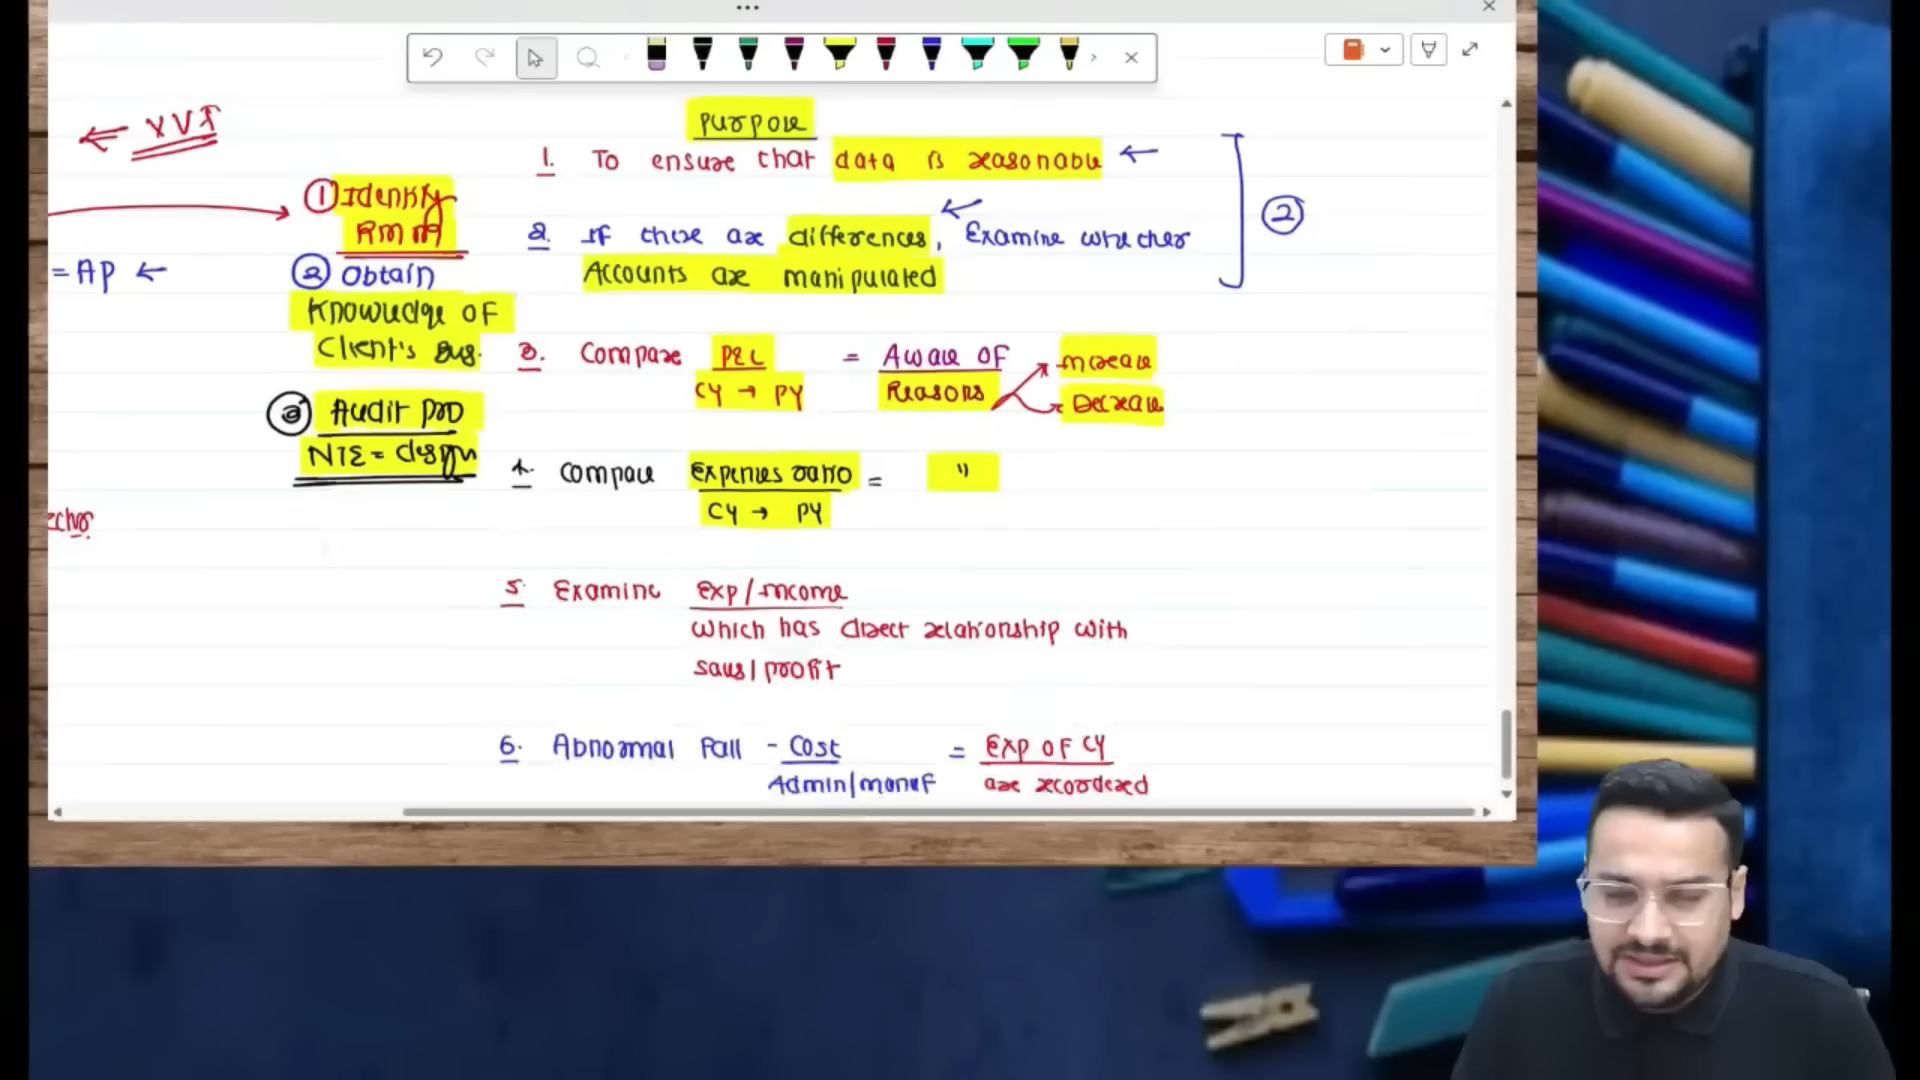 Purpose
← XVI
1. To ensure that data is reasonable ←
① Identify
RMM
2. If there are differences, Examine whether
Accounts are manipulated
②
= AP ←
② Obtain
Knowledge of
Client's Bus.
3. Compare P&L = Aware of Reasons
CY → PY
Increase
Decrease
③ Audit pro
NTE = design
4. Compare Expenses ratio = "
CY → PY
5. Examine Exp/Income
which has direct relationship with
sales/profit
6. Abnormal Fall - Cost = Exp of CY
Admin/manuf are recordered